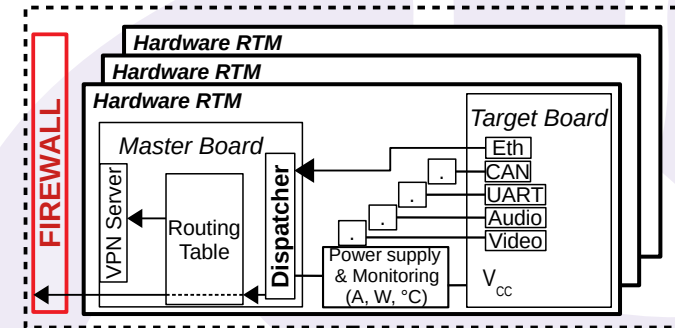 FIREWALL
Hardware RTM
Hardware RTM
Hardware RTM
Master Board
VPN Server
Routing
Table
Dispatcher
Target Board
Eth
CAN
UART
Audio
Video
.
.
.
.
Power supply
& Monitoring
(A, W, °C)
VCC